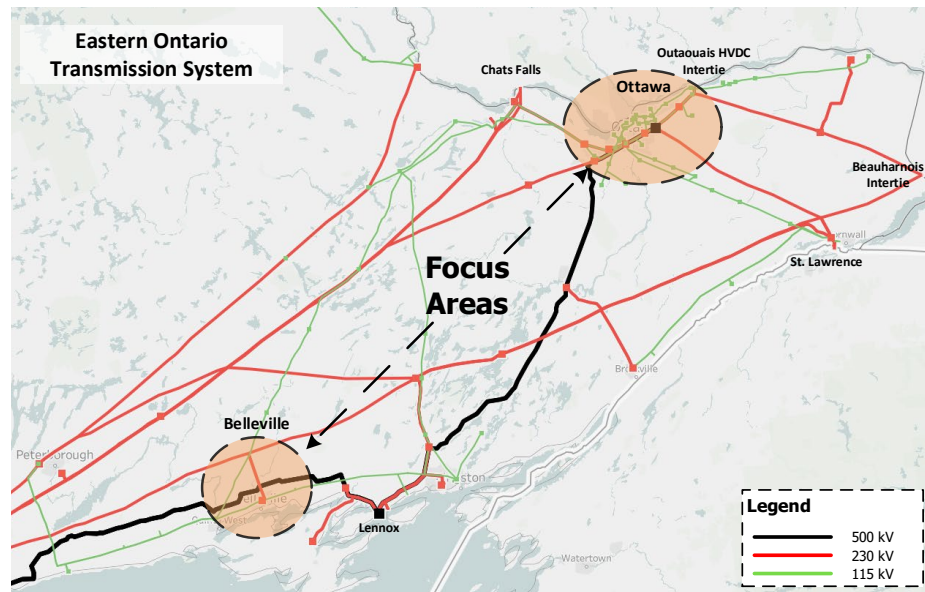 Eastern Ontario
Transmission System
Outaouais HVDC
Intertie
Chats Falls
Ottawa
Beauharnois
Intertie
St. Lawrence
Focus
Areas
Belleville
Peterborough
Lennox
Watertown
Legend
500 kV
230 kV
115 kV